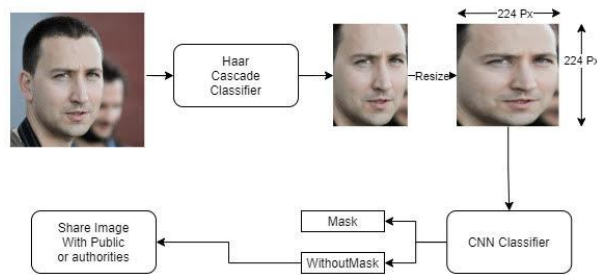 224 Px
Haar
Cascade
Classifier
Resize
224 Px
Mask
Share Image
With Public
or authorities
WithoutMask
CNN Classifier